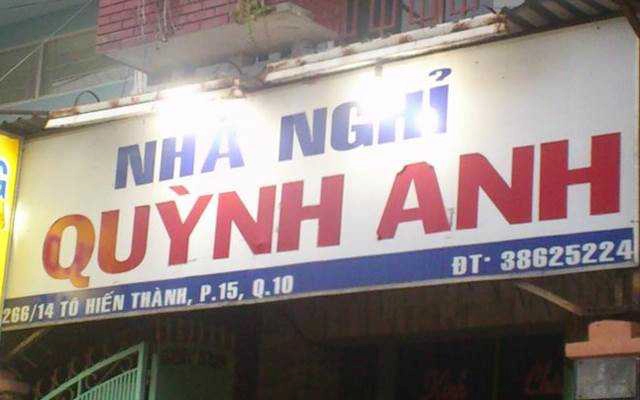 NHÀ NGHỈ
QUỲNH ANH
ĐT: 38625224
266/14 TÔ HIẾN THÀNH, P.15, Q.10